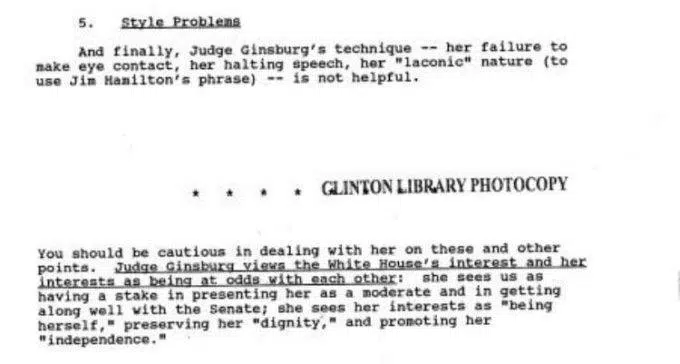 5. Style Problems
And finally, Judge Ginsburg's technique -- her failure to
make eye contact, her halting speech, her "laconic" nature (to
use Jim Hamilton's phrase) -- is not helpful.
* * * * CLINTON LIBRARY PHOTOCOPY
You should be cautious in dealing with her on these and other
points. Judge Ginsburg views the White House's interest and her
interests as being at odds with each other: she sees us as
having a stake in presenting her as a moderate and in getting
along well with the Senate; she sees her interests as "being
herself," preserving her "dignity," and promoting her
"independence."